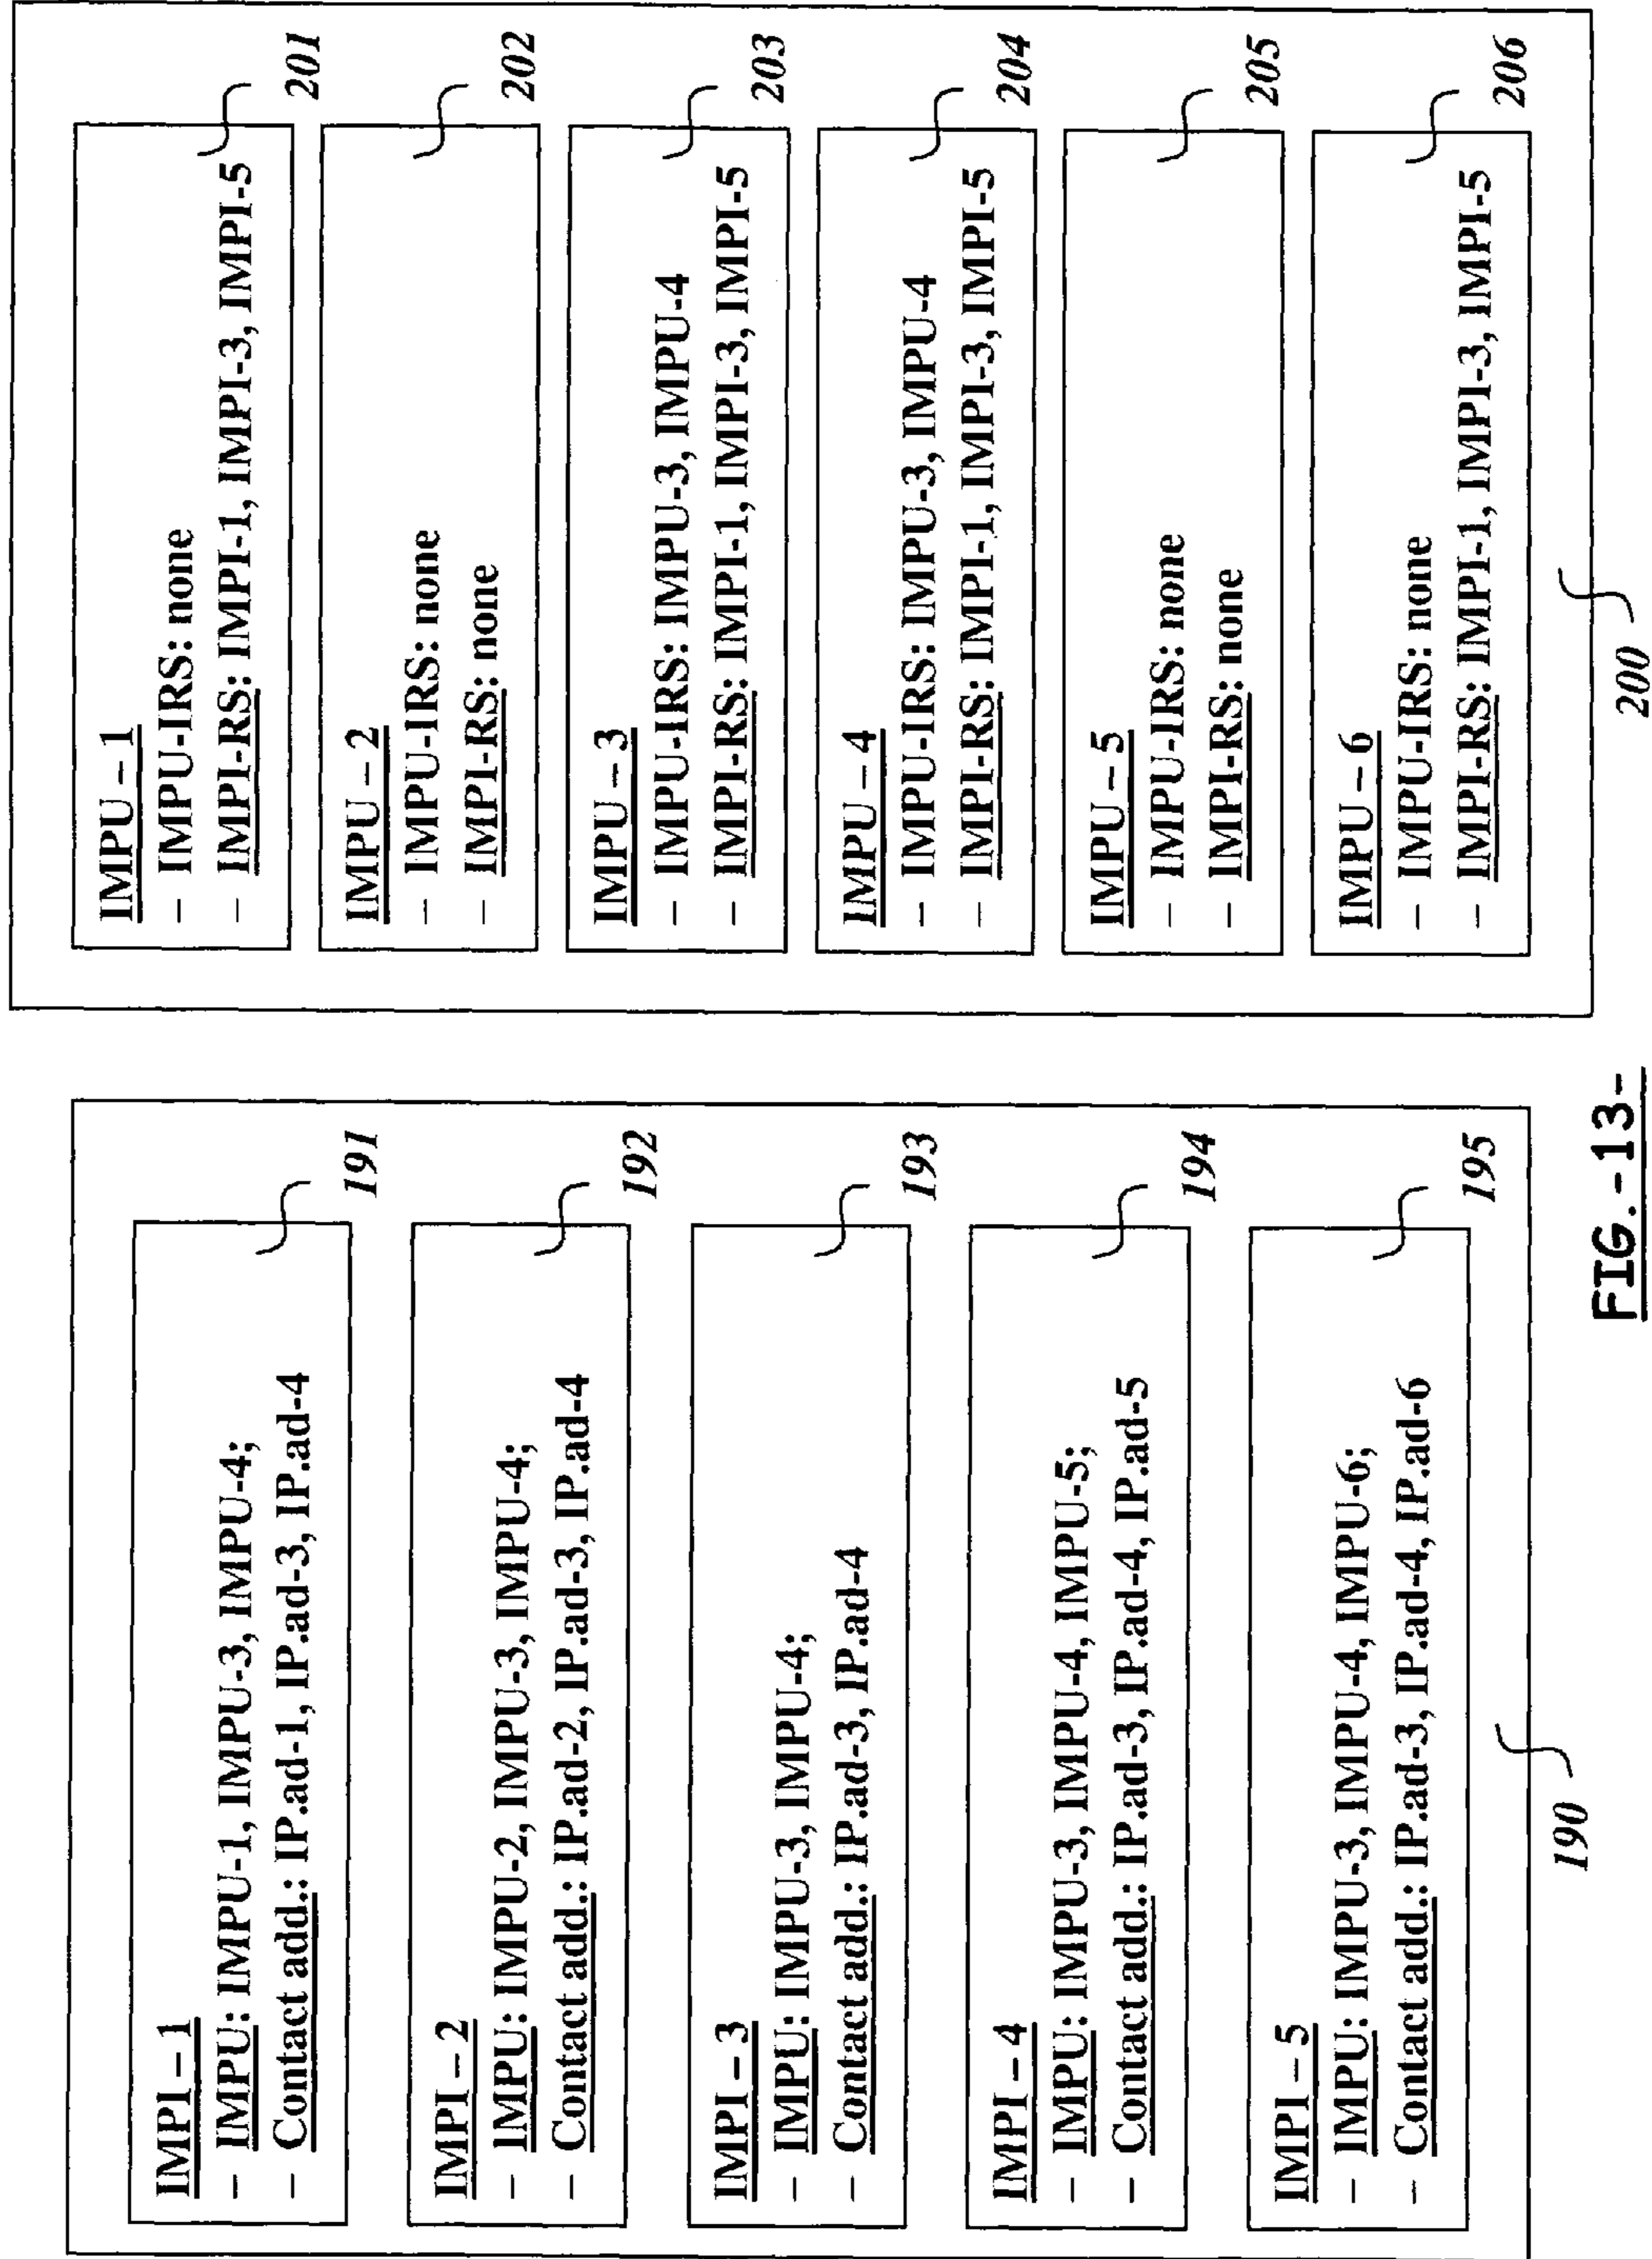 IMPI – 1
– IMPU: IMPU-1, IMPU-3, IMPU-4;
– Contact add.: IP.ad-1, IP.ad-3, IP.ad-4
191
IMPI – 2
– IMPU: IMPU-2, IMPU-3, IMPU-4;
– Contact add.: IP.ad-2, IP.ad-3, IP.ad-4
192
IMPI – 3
– IMPU: IMPU-3, IMPU-4;
– Contact add.: IP.ad-3, IP.ad-4
193
IMPI – 4
– IMPU: IMPU-3, IMPU-4, IMPU-5;
– Contact add.: IP.ad-3, IP.ad-4, IP.ad-5
194
IMPI – 5
– IMPU: IMPU-3, IMPU-4, IMPU-6;
– Contact add.: IP.ad-3, IP.ad-4, IP.ad-6
195
190
IMPU – 1
– IMPU-IRS: none
– IMPI-RS: IMPI-1, IMPI-3, IMPI-5
201
IMPU – 2
– IMPU-IRS: none
– IMPI-RS: none
202
IMPU – 3
– IMPU-IRS: IMPU-3, IMPU-4
– IMPI-RS: IMPI-1, IMPI-3, IMPI-5
203
IMPU – 4
– IMPU-IRS: IMPU-3, IMPU-4
– IMPI-RS: IMPI-1, IMPI-3, IMPI-5
204
IMPU – 5
– IMPU-IRS: none
– IMPI-RS: none
205
IMPU – 6
– IMPU-IRS: none
– IMPI-RS: IMPI-1, IMPI-3, IMPI-5
206
200
FIG.-13-